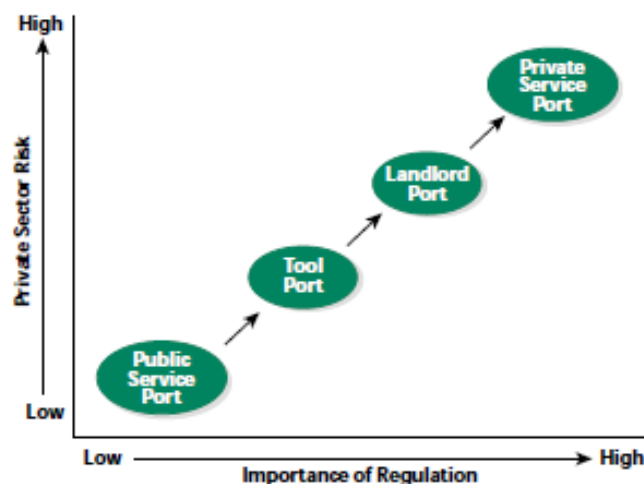 High
Private Sector Risk
Low
Private
Service
Port
Landlord
Port
Tool
Port
Public
Service
Port
Low
High
Importance of Regulation